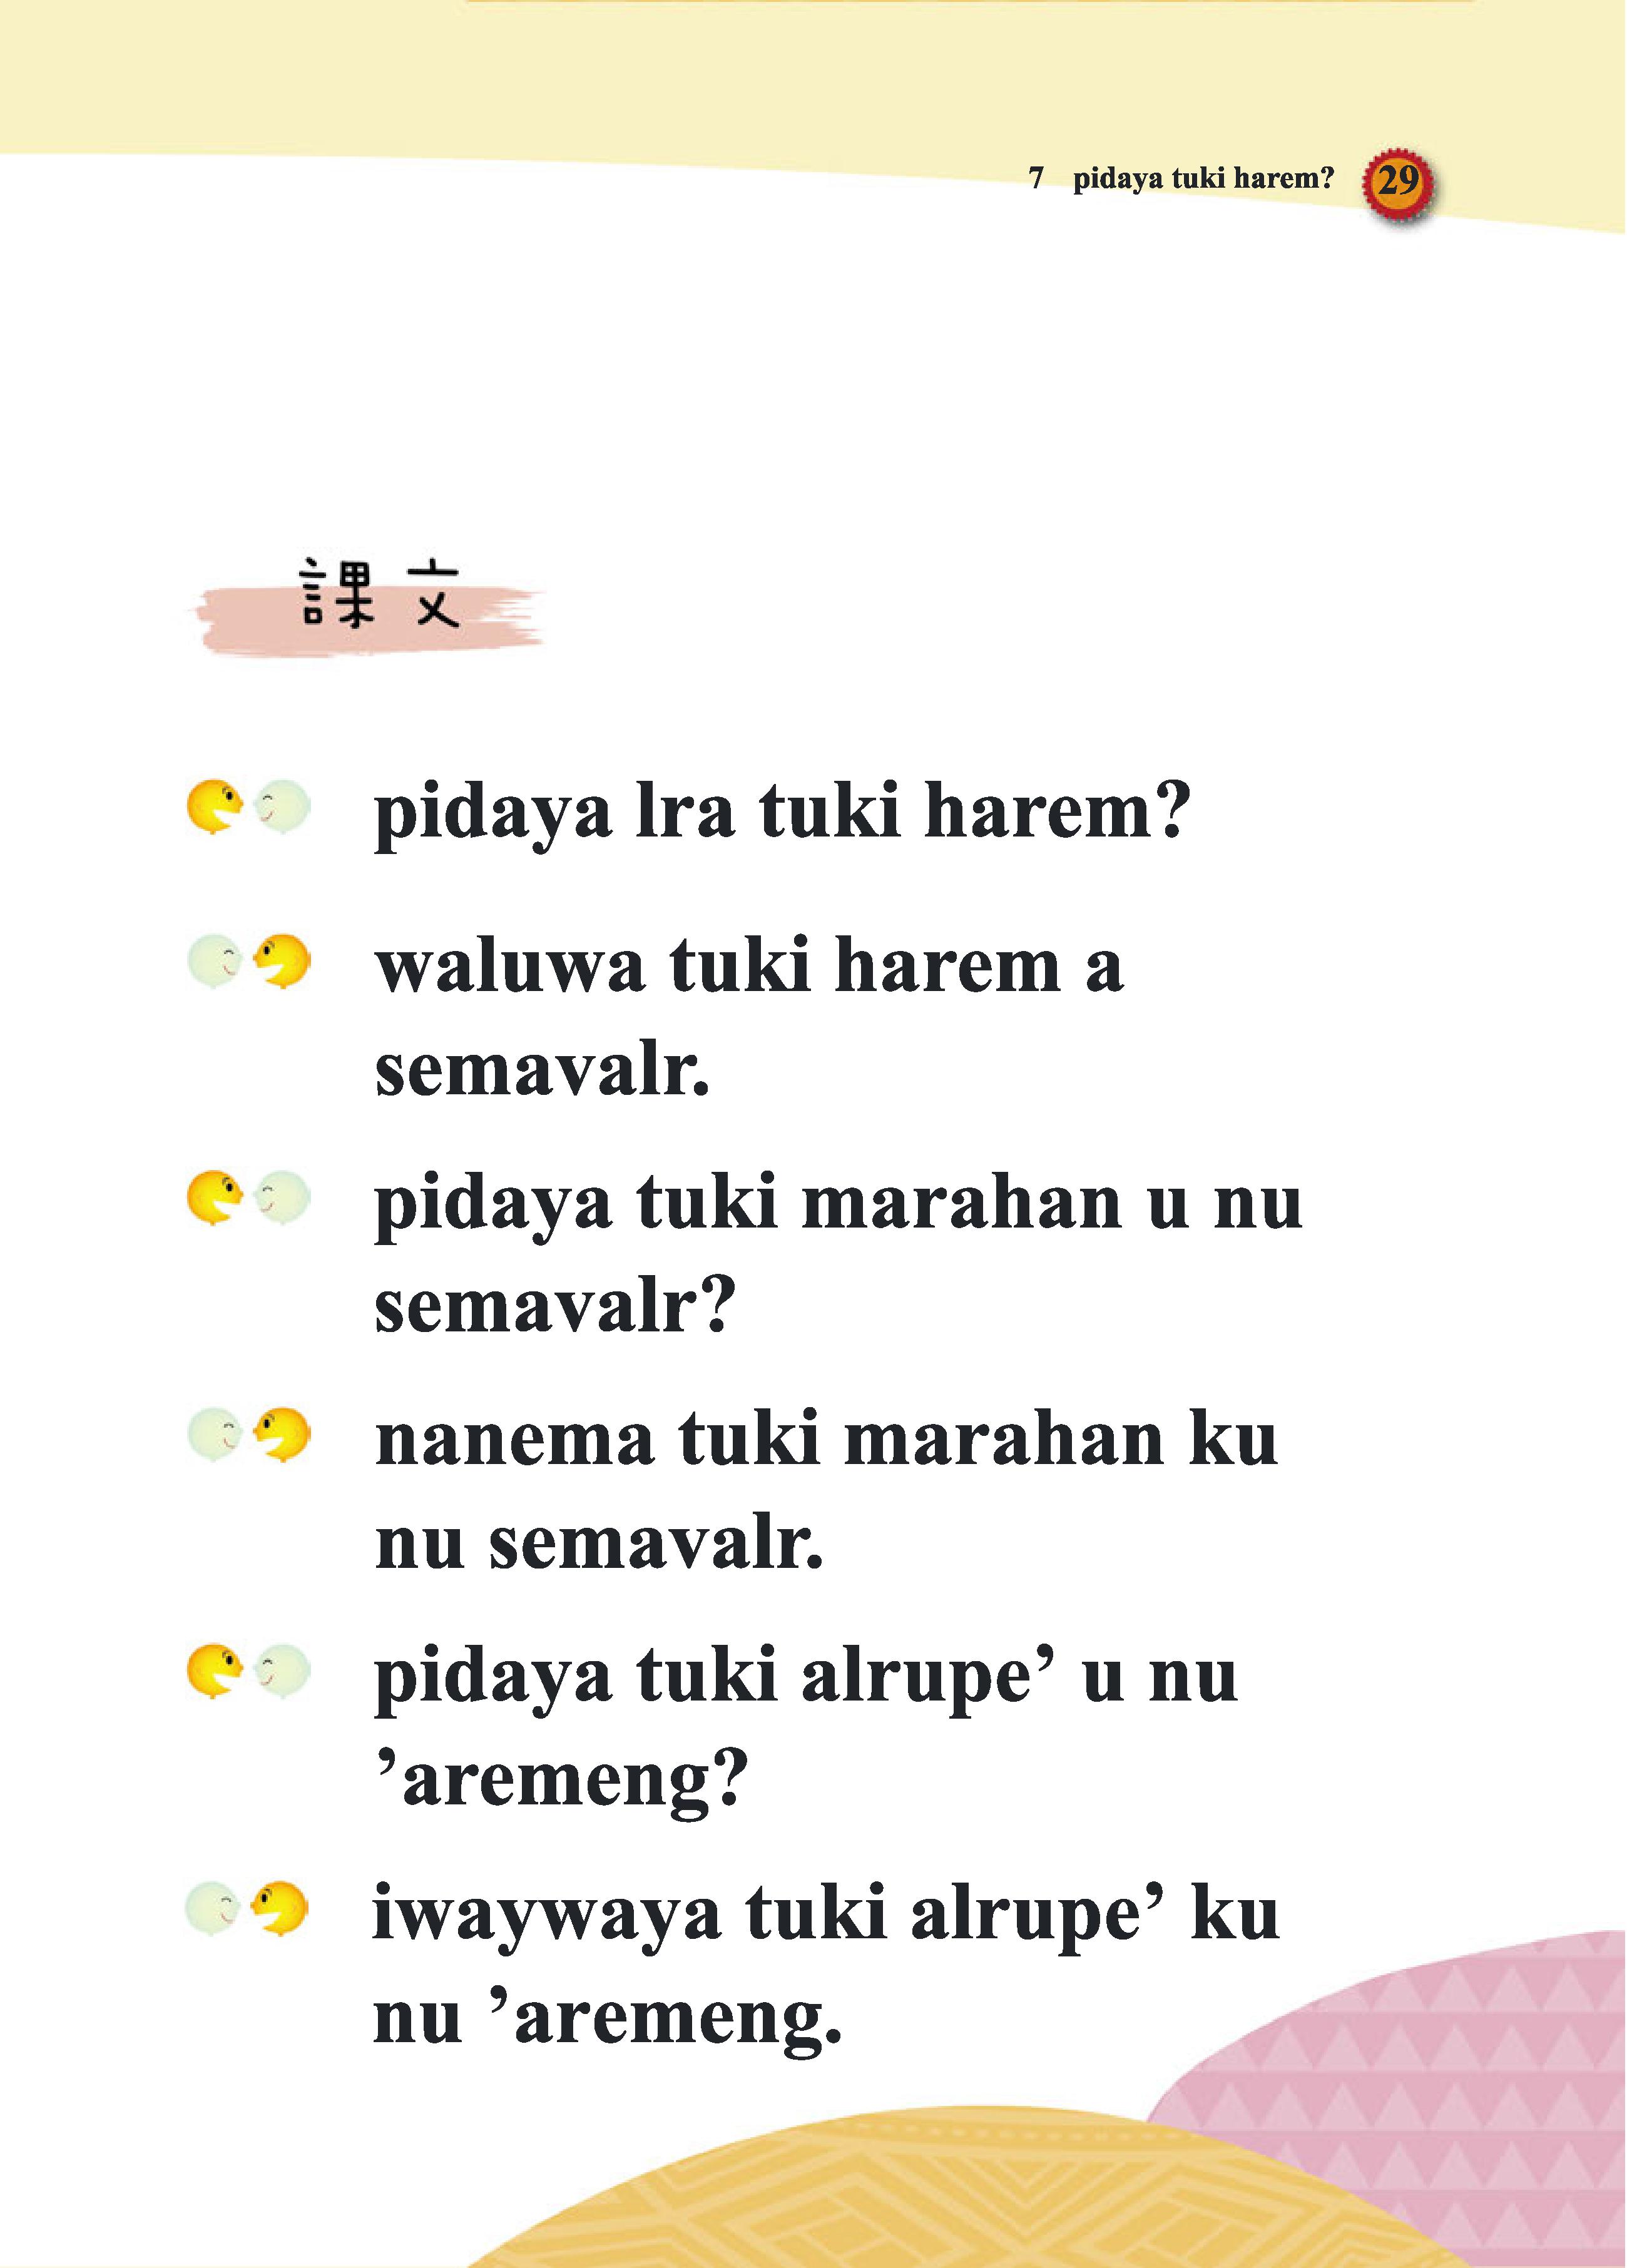 7 pidaya tuki harem? 29
課文
pidaya lra tuki harem?
waluwa tuki harem a
semavalr.
pidaya tuki marahan u nu
semavalr?
nanema tuki marahan ku
nu semavalr.
pidaya tuki alrupe’ u nu
’aremeng?
iwaywaya tuki alrupe’ ku
nu ’aremeng.